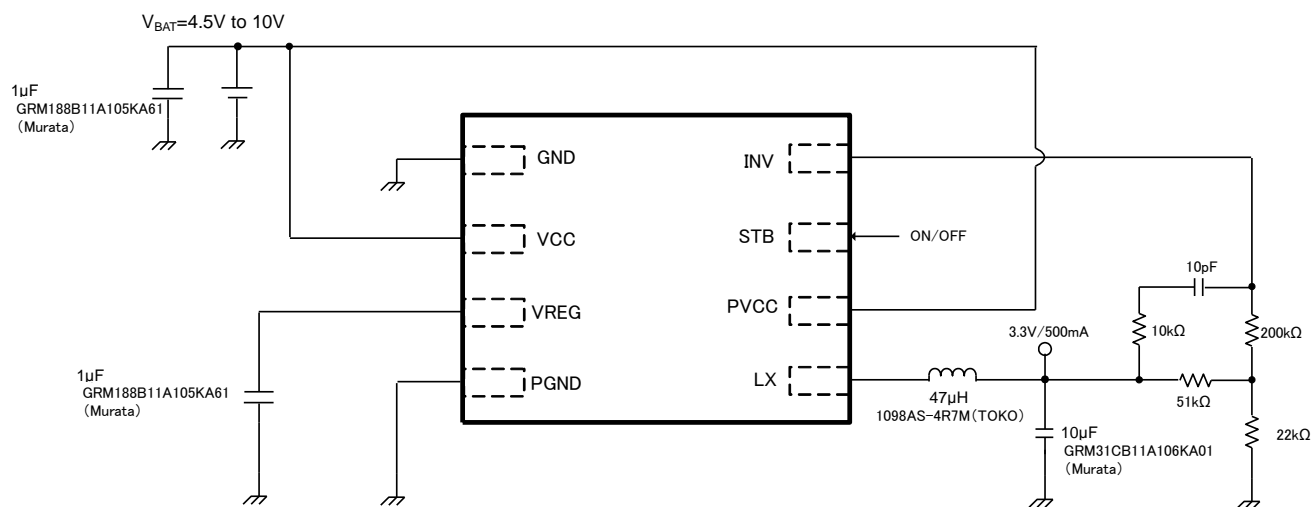 VBAT=4.5V to 10V
1μF
GRM188B11A105KA61
(Murata)
GND
VCC
VREG
PGND
INV
STB
PVCC
LX
ON/OFF
1μF
GRM188B11A105KA61
(Murata)
10pF
10kΩ
200kΩ
3.3V/500mA
51kΩ
22kΩ
47μH
1098AS-4R7M(TOKO)
10μF
GRM31CB11A106KA01
(Murata)